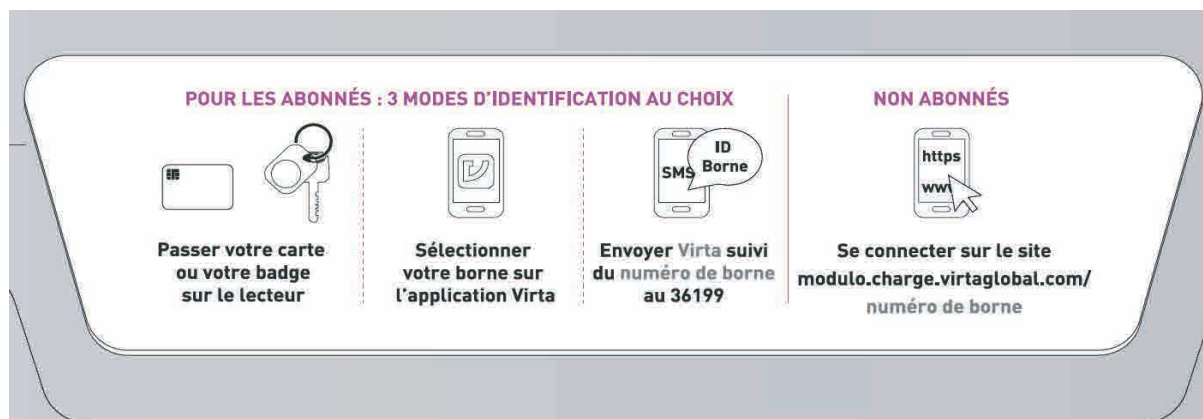 POUR LES ABONNÉS : 3 MODES D'IDENTIFICATION AU CHOIX
Passer votre carte
ou votre badge
sur le lecteur
Sélectionner
votre borne sur
l'application Virta
SMS
ID
Borne
Envoyer Virta suivi
du numéro de borne
au 36199
NON ABONNÉS
https
www
Se connecter sur le site
modulo.charge.virtaglobal.com/
numéro de borne